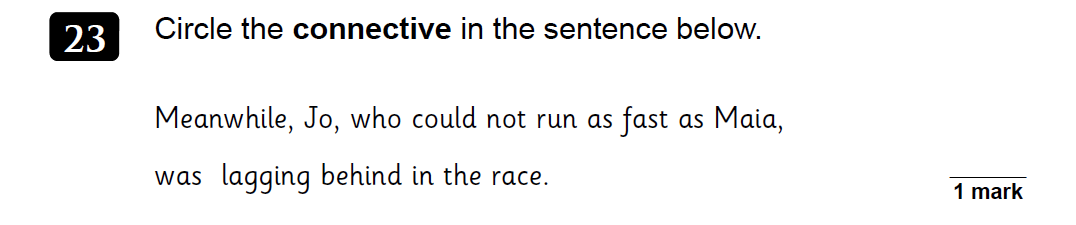 23 Circle the connective in the sentence below.
Meanwhile, Jo, who could not run as fast as Maia,
was lagging behind in the race.
1 mark